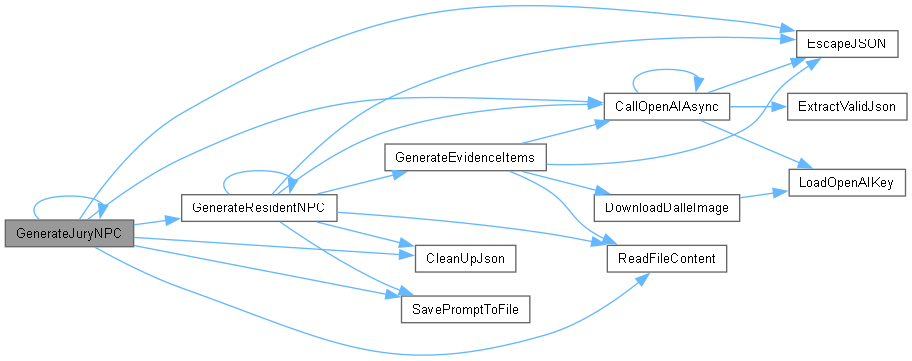 EscapeJSON
CallOpenAIAsync
ExtractValidJson
GenerateEvidenceItems
LoadOpenAIKey
GenerateResidentNPC
DownloadDalleImage
GenerateJuryNPC
CleanUpJson
ReadFileContent
SavePromptToFile